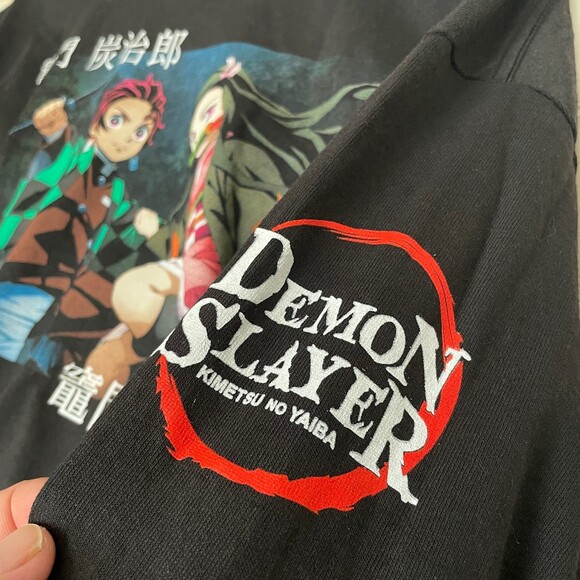 炭治郎
竈
DEMON
SLAYER
KIMETSU NO YAIBA